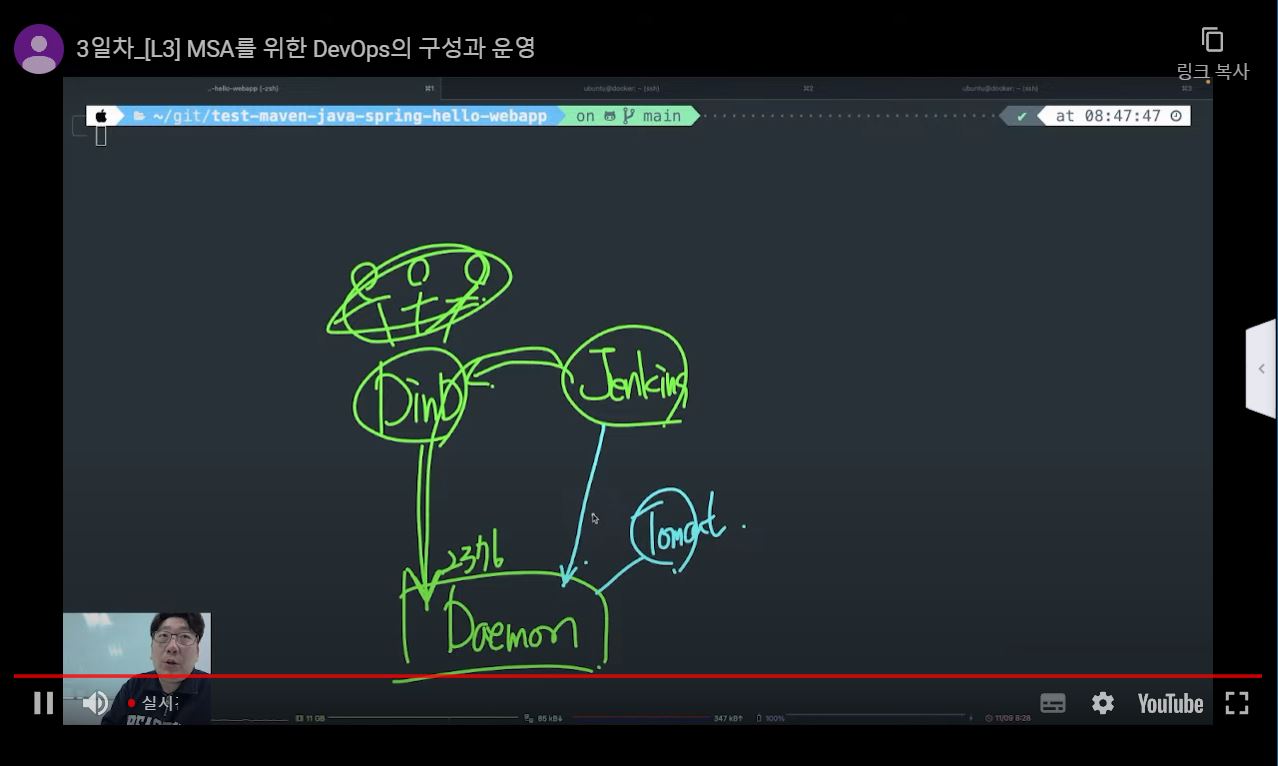 3일차_[L3] MSA를 위한 DevOps의 구성과 운영
링크 복사
..-hello-webapp (-zsh)
⌘1
ubuntu@docker: ~ (ssh)
⌘2
ubuntu@docker: ~ (ssh)
⌘3
~/git/test-maven-java-spring-hello-webapp
on main
at 08:47:47
DinD
Jenkins
Tomcat
2376
Daemon
실시간
11 GB
85 kB↓
347 kB↑
100%
11/09 8:28
YouTube